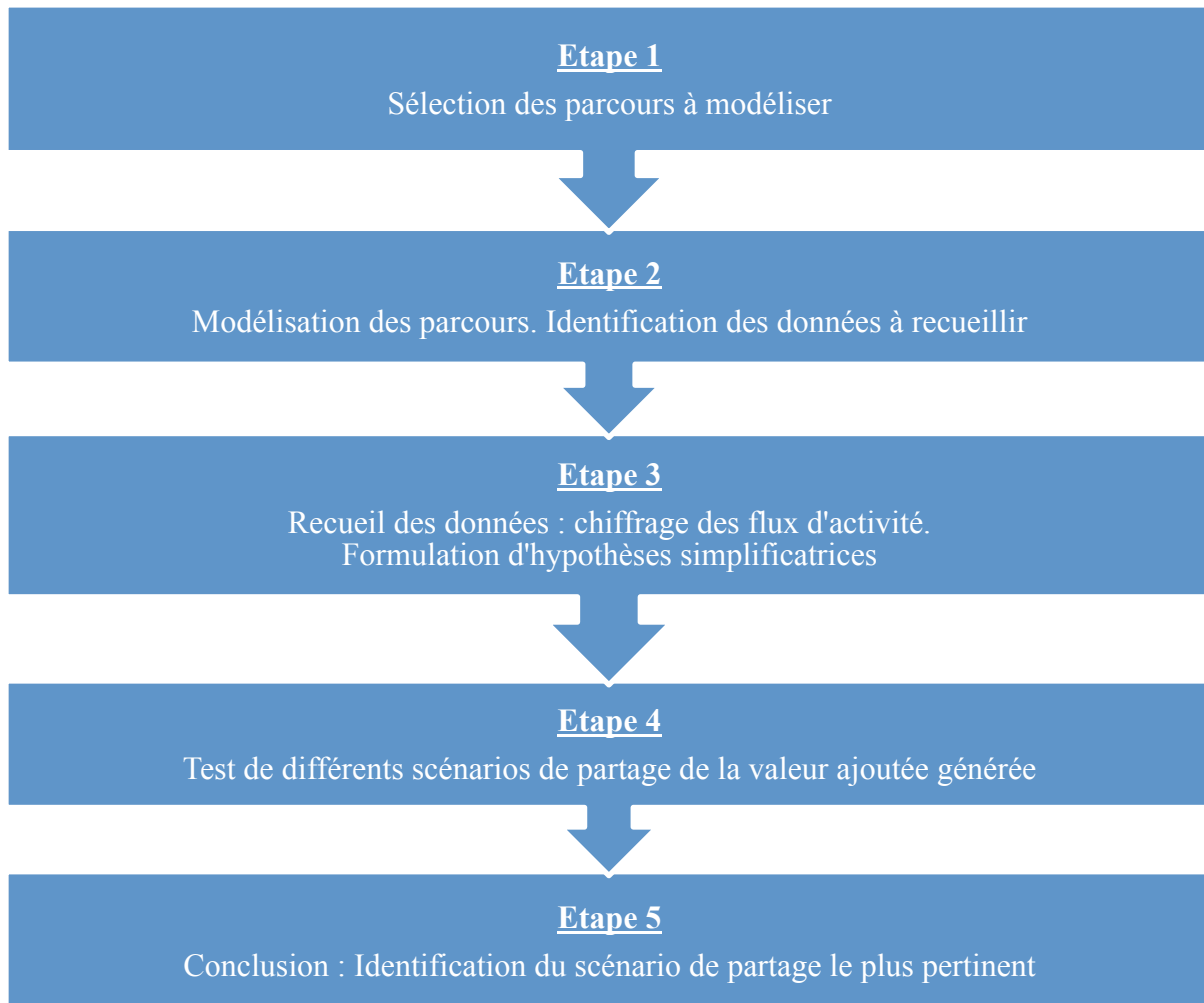 Etape 1
Sélection des parcours à modéliser
Etape 2
Modélisation des parcours. Identification des données à recueillir
Etape 3
Recueil des données : chiffrage des flux d'activité.
Formulation d'hypothèses simplificatrices
Etape 4
Test de différents scénarios de partage de la valeur ajoutée générée
Etape 5
Conclusion : Identification du scénario de partage le plus pertinent